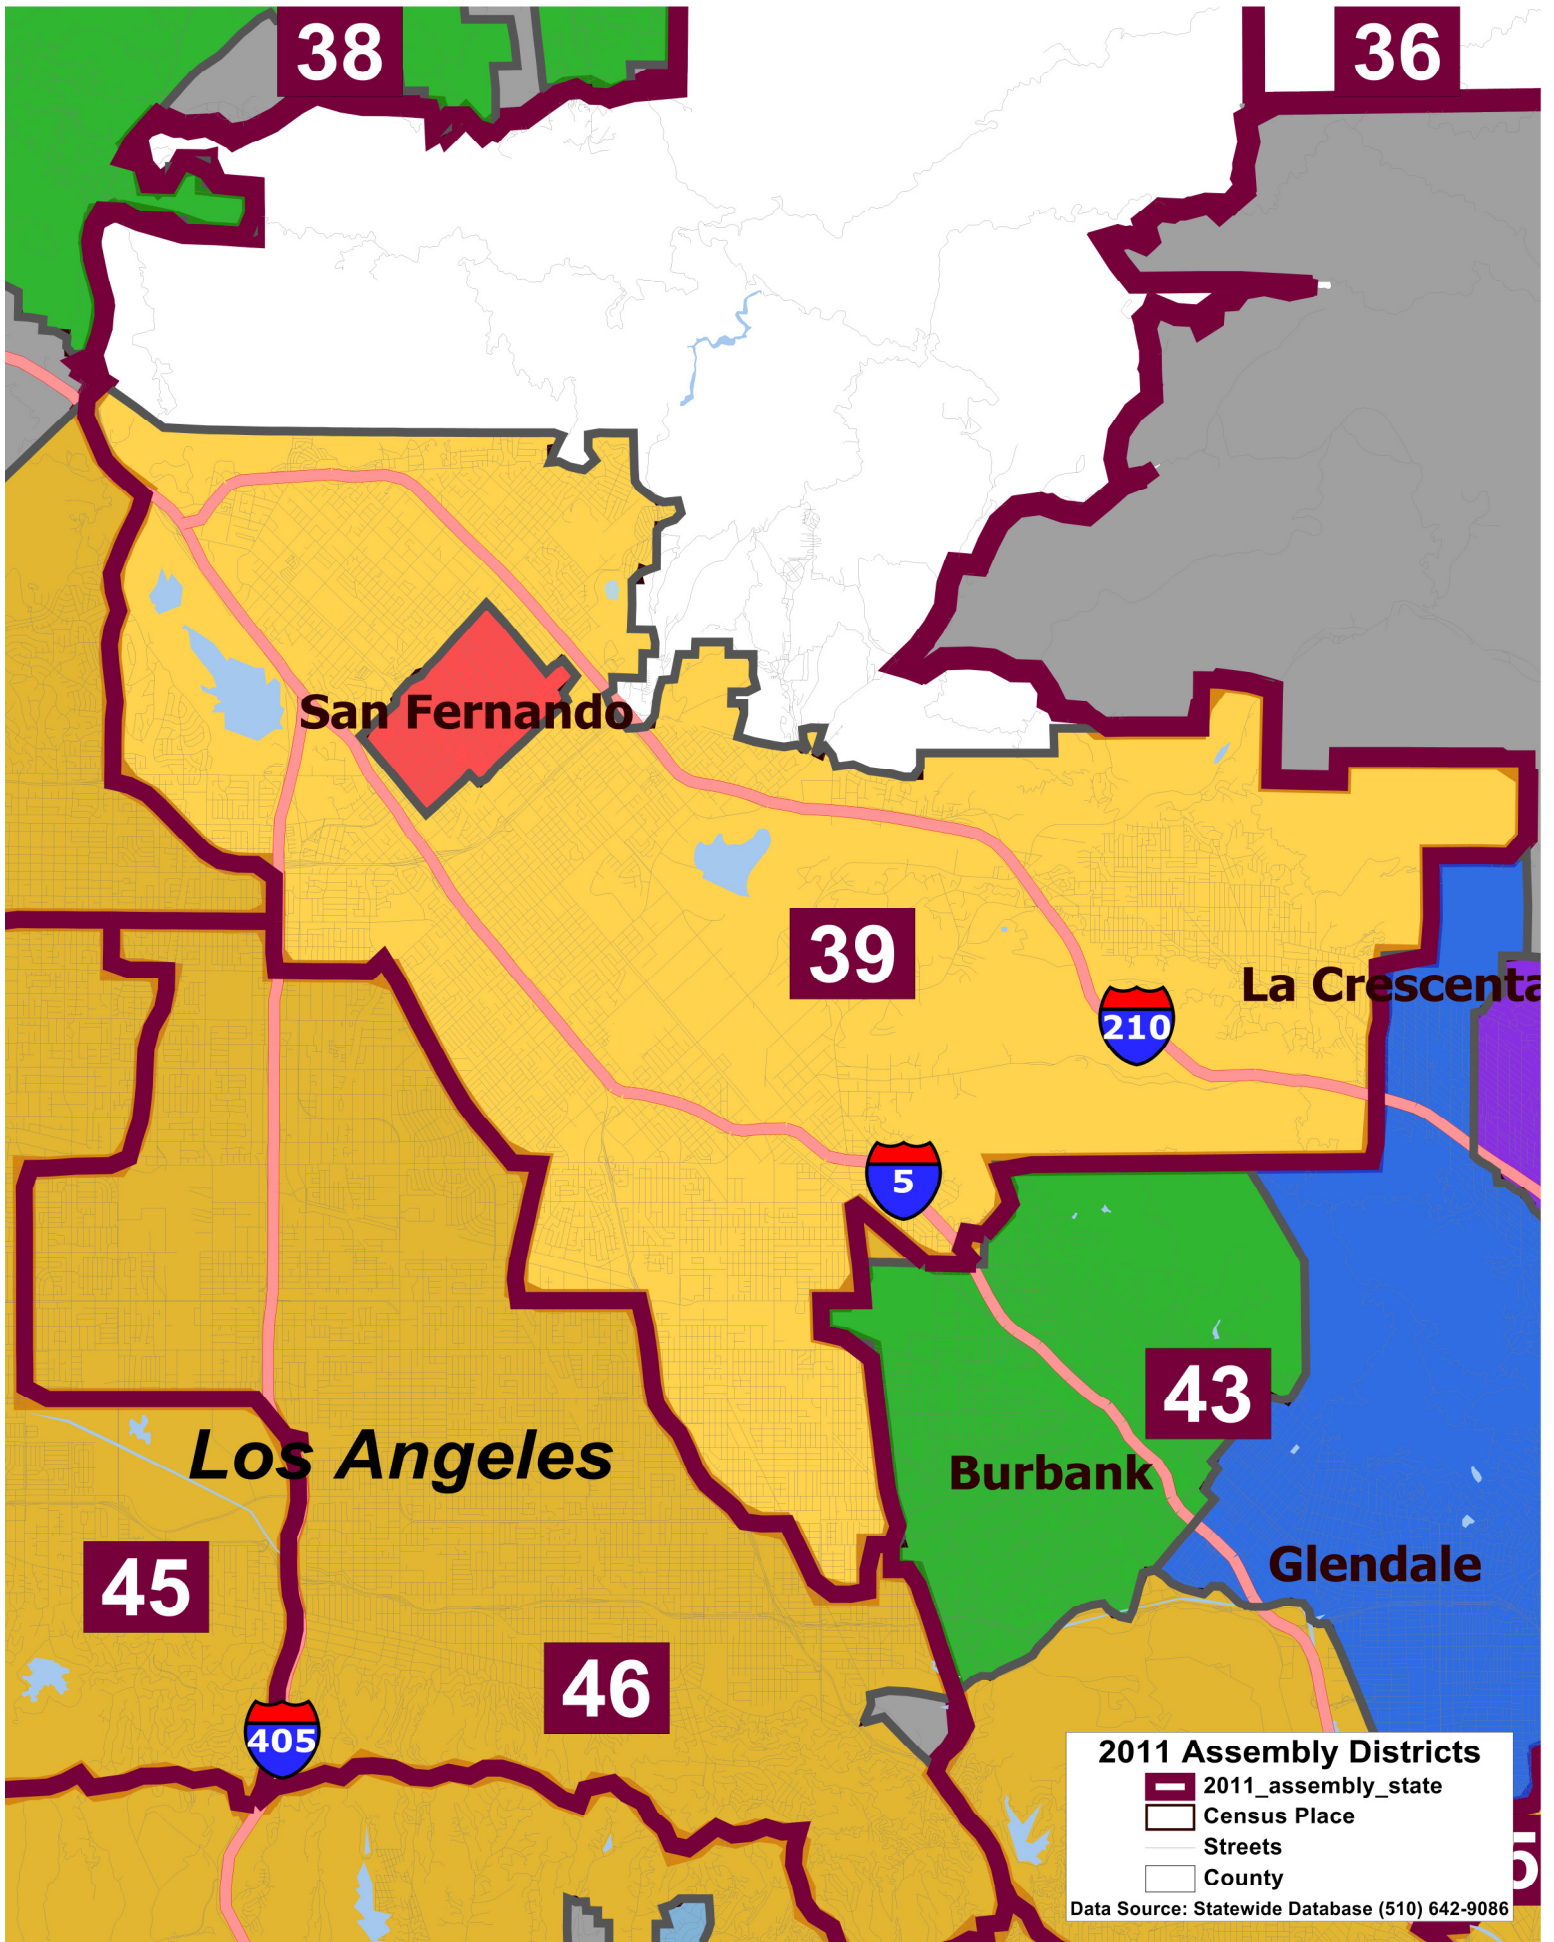 38
36
San Fernando
39
La Crescenta
210
5
43
Los Angeles
Burbank
45
Glendale
46
405
2011 Assembly Districts
2011_assembly_state
Census Place
Streets
County
Data Source: Statewide Database (510) 642-9086
5